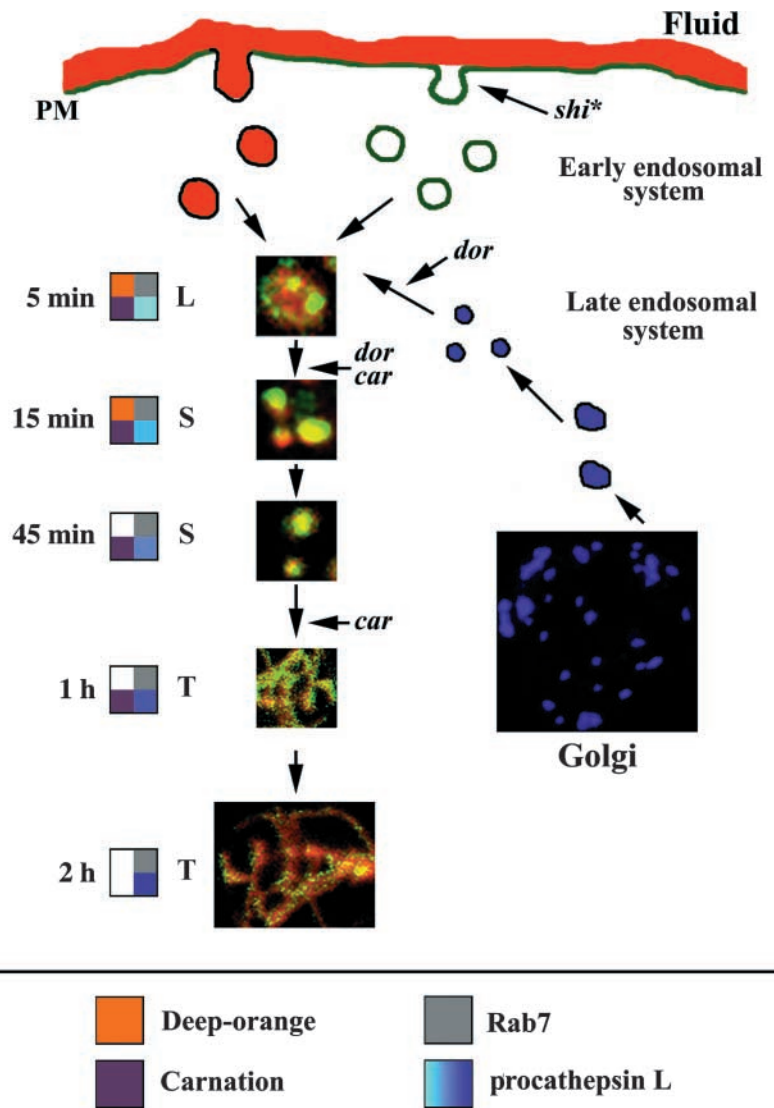 Fluid
PM
shi*
Early endosomal
system
dor
5 min
L
Late endosomal
system
dor
car
15 min
S
45 min
S
car
1 h
T
Golgi
2 h
T
Deep-orange
Rab7
Carnation
procathepsin L